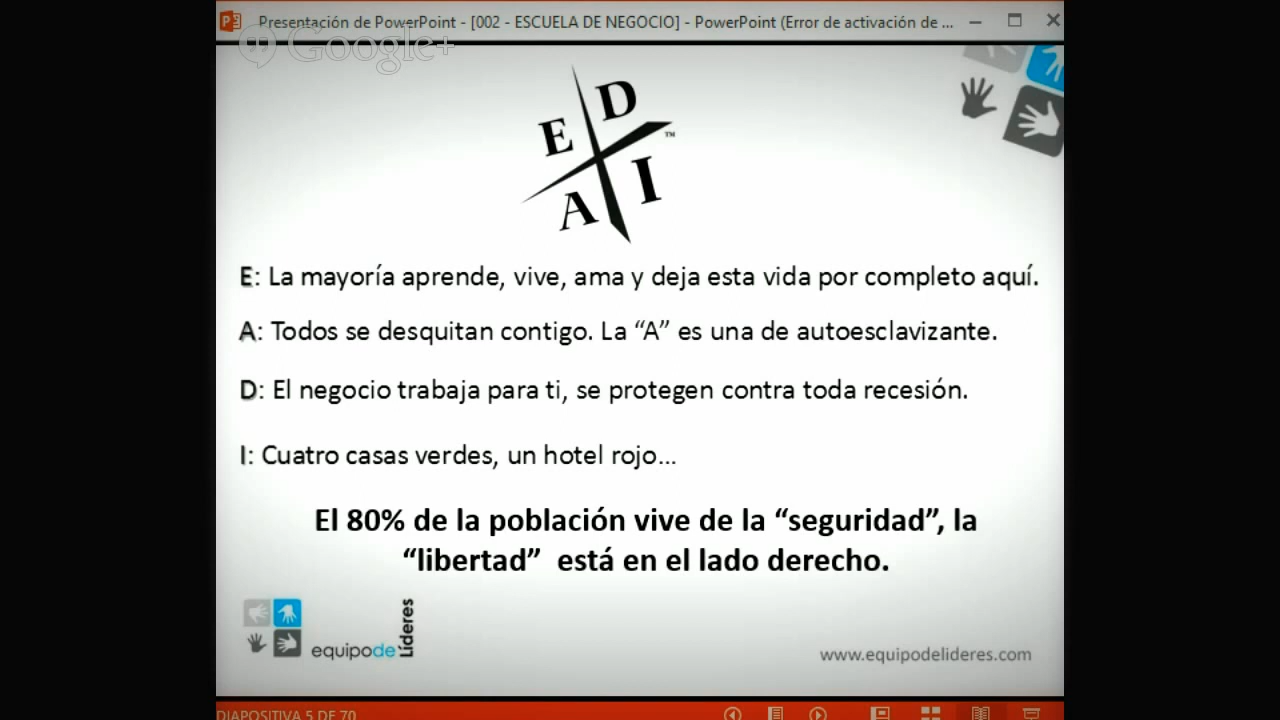 Presentación de PowerPoint - [002 - ESCUELA DE NEGOCIO] - PowerPoint (Error de activación de ...
Google+
E D
A I
™
E: La mayoría aprende, vive, ama y deja esta vida por completo aquí.
A: Todos se desquitan contigo. La “A” es una de autoesclavizante.
D: El negocio trabaja para ti, se protegen contra toda recesión.
I: Cuatro casas verdes, un hotel rojo...
El 80% de la población vive de la “seguridad”, la
“libertad” está en el lado derecho.
equipodeLíderes
www.equipodelideres.com
DIAPOSITIVA 5 DE 70